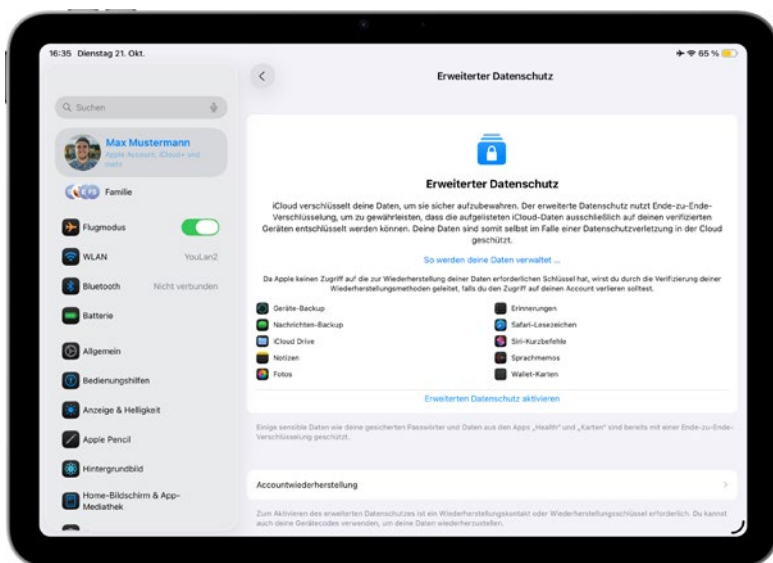 16:35 Dienstag 21. Okt.
65 %
Erweiterter Datenschutz
Suchen
Max Mustermann
Apple Account, iCloud+ und
mehr
Familie
Flugmodus
WLAN
YouLan2
Bluetooth
Nicht verbunden
Batterie
Allgemein
Bedienungshilfen
Anzeige & Helligkeit
Apple Pencil
Hintergrundbild
Home-Bildschirm & App-
Mediathek
Erweiterter Datenschutz
iCloud verschlüsselt deine Daten, um sie sicher aufzubewahren. Der erweiterte Datenschutz nutzt Ende-zu-Ende-
Verschlüsselung, um zu gewährleisten, dass die aufgelisteten iCloud-Daten ausschließlich auf deinen verifizierten
Geräten entschlüsselt werden können. Deine Daten sind somit selbst im Falle einer Datenschutzverletzung in der Cloud
geschützt.
So werden deine Daten verwaltet ...
Da Apple keinen Zugriff auf die zur Wiederherstellung deiner Daten erforderlichen Schlüssel hat, wirst du durch die Verifizierung deiner
Wiederherstellungsmethoden geleitet, falls du den Zugriff auf deinen Account verlieren solltest.
Geräte-Backup
Nachrichten-Backup
iCloud Drive
Notizen
Fotos
Erinnerungen
Safari-Lesezeichen
Siri-Kurzbefehle
Sprachmemos
Wallet-Karten
Erweiterten Datenschutz aktivieren
Einige sensible Daten wie deine gesicherten Passwörter und Daten aus den Apps „Health“ und „Karten“ sind bereits mit einer Ende-zu-Ende-
Verschlüsselung geschützt.
Accountwiederherstellung
Zum Aktivieren des erweiterten Datenschutzes ist ein Wiederherstellungskontakt oder Wiederherstellungsschlüssel erforderlich. Du kannst
auch deine Gerätecodes verwenden, um deine Daten wiederherzustellen.